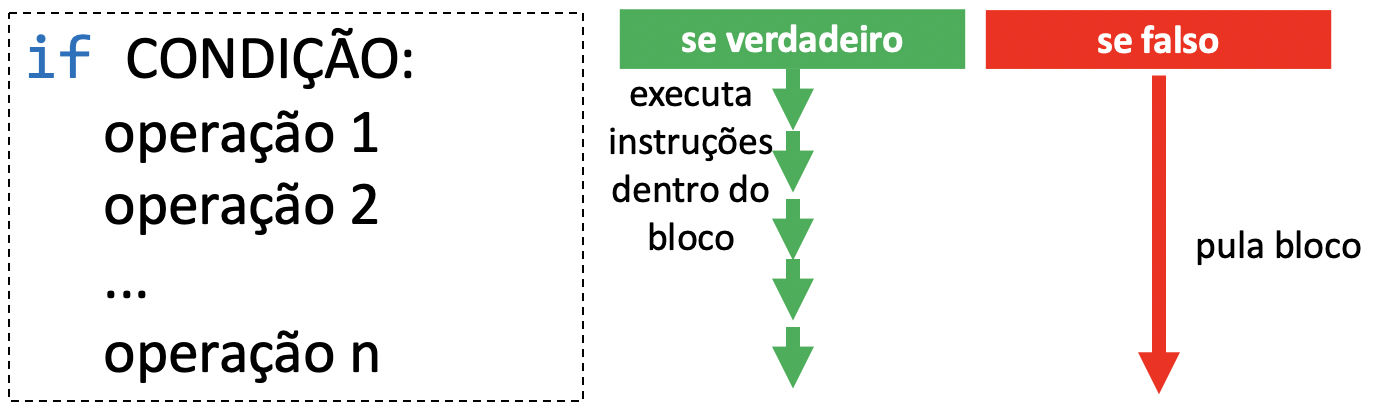 if CONDIÇÃO:
operação 1
operação 2
...
operação n
se verdadeiro
executa
instruções
dentro do
bloco
se falso
pula bloco